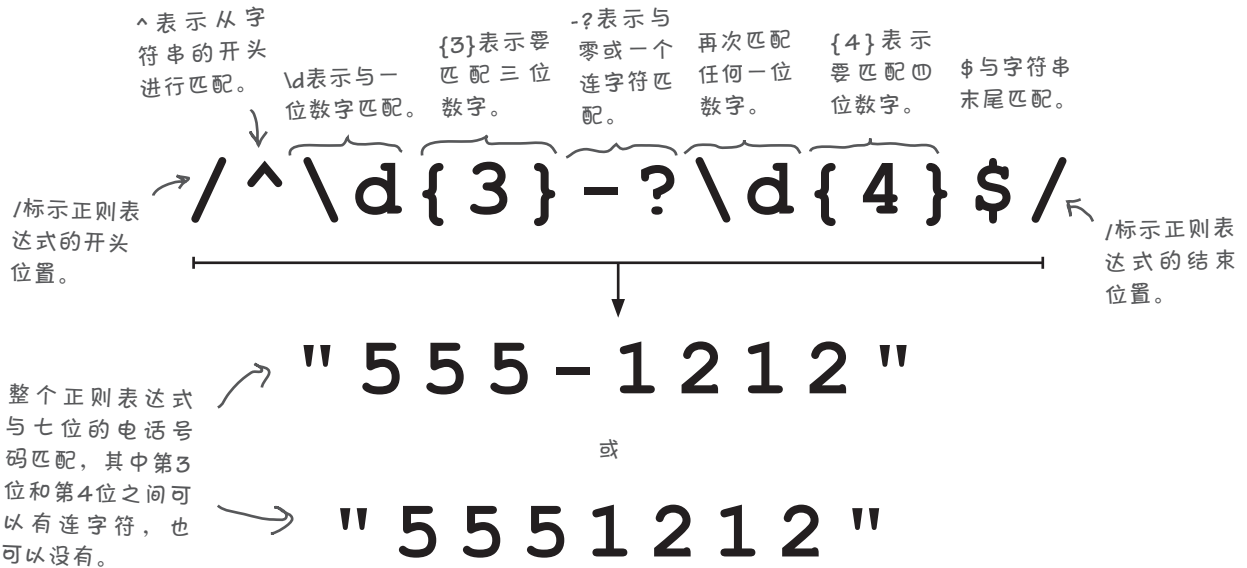 ^表示从字
符串的开头
进行匹配。
\d表示与一
位数字匹配。
{3}表示要
匹配三位
数字。
-?表示与
零或一个
连字符匹
配。
再次匹配
任何一位
数字。
{4}表示
要匹配四
位数字。
$与字符串
末尾匹配。
/^\d{3}-?\d{4}$/
/标示正则表
达式的开头
位置。
/标示正则表
达式的结束
位置。
"555-1212"
整个正则表达式
与七位的电话号
码匹配，其中第3
位和第4位之间可
以有连字符，也
可以没有。
或
"5551212"